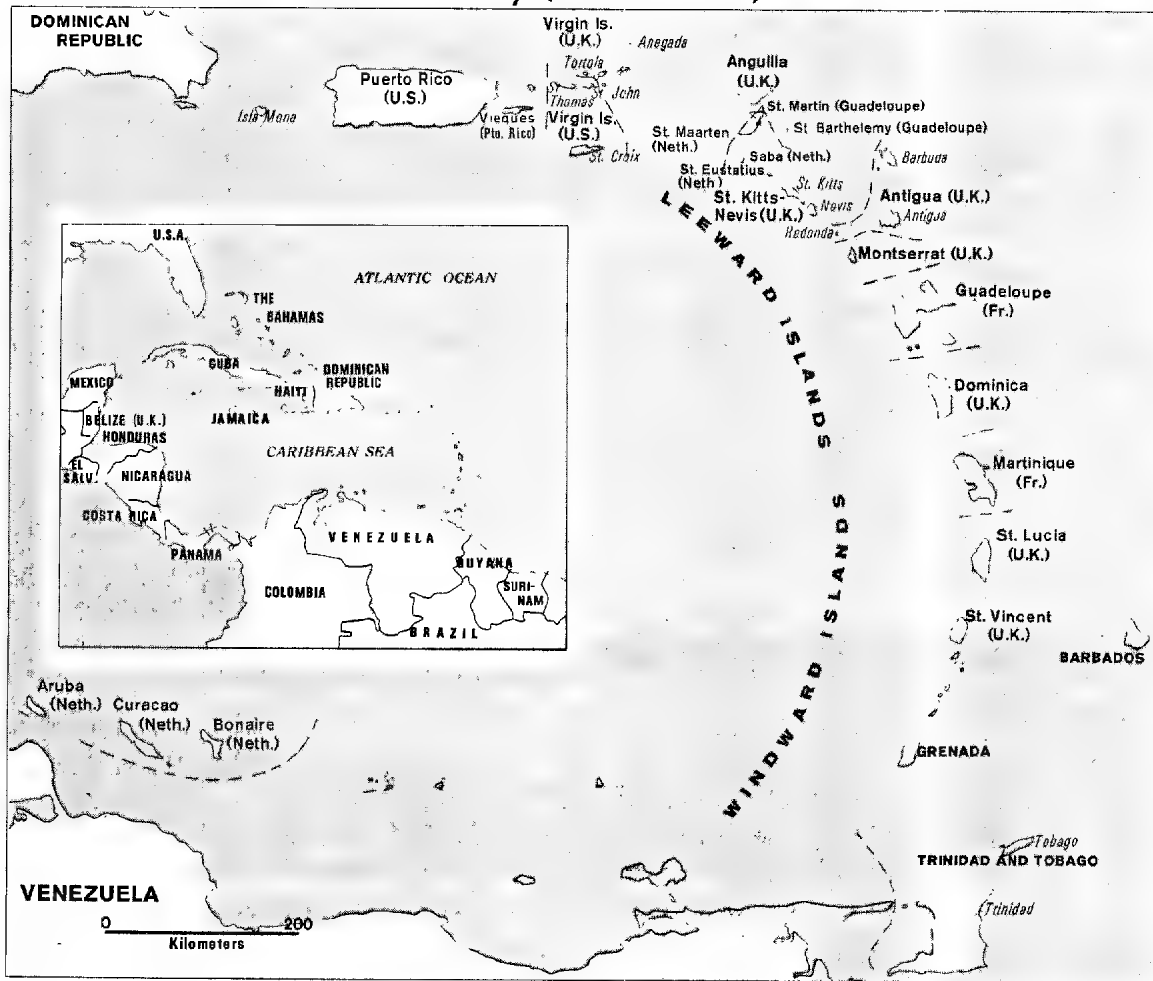 DOMINICAN
REPUBLIC
Puerto Rico
(U.S.)
Isla Mona
Vieques
(Pto. Rico)
Virgin Is.
(U.K.)
Anegada
Tortola
St. John
Thomas
Virgin Is.
(U.S.)
St. Croix
Anguilla
(U.K.)
St. Martin (Guadeloupe)
St. Maarten
(Neth.)
St Barthelemy (Guadeloupe)
Saba (Neth.)
St. Eustatius
(Neth)
St. Kitts
St. Kitts-
Nevis (U.K.)
Nevis
Barbuda
Antigua (U.K.)
Antigua
Redonda
Montserrat (U.K.)
Guadeloupe
(Fr.)
Dominica
(U.K.)
Martinique
(Fr.)
St. Lucia
(U.K.)
St. Vincent
(U.K.)
BARBADOS
GRENADA
Tobago
TRINIDAD AND TOBAGO
Trinidad
LEEWARD ISLANDS
WINDWARD ISLANDS
U.S.A.
ATLANTIC OCEAN
THE
BAHAMAS
CUBA
MEXICO
HAITI
DOMINICAN
REPUBLIC
BELIZE (U.K.)
JAMAICA
HONDURAS
CARIBBEAN SEA
EL
SALV.
NICARAGUA
COSTA RICA
PANAMA
VENEZUELA
GUYANA
COLOMBIA
SURI-
NAM
BRAZIL
Aruba
(Neth.)
Curacao
(Neth.)
Bonaire
(Neth.)
VENEZUELA
0 200
Kilometers